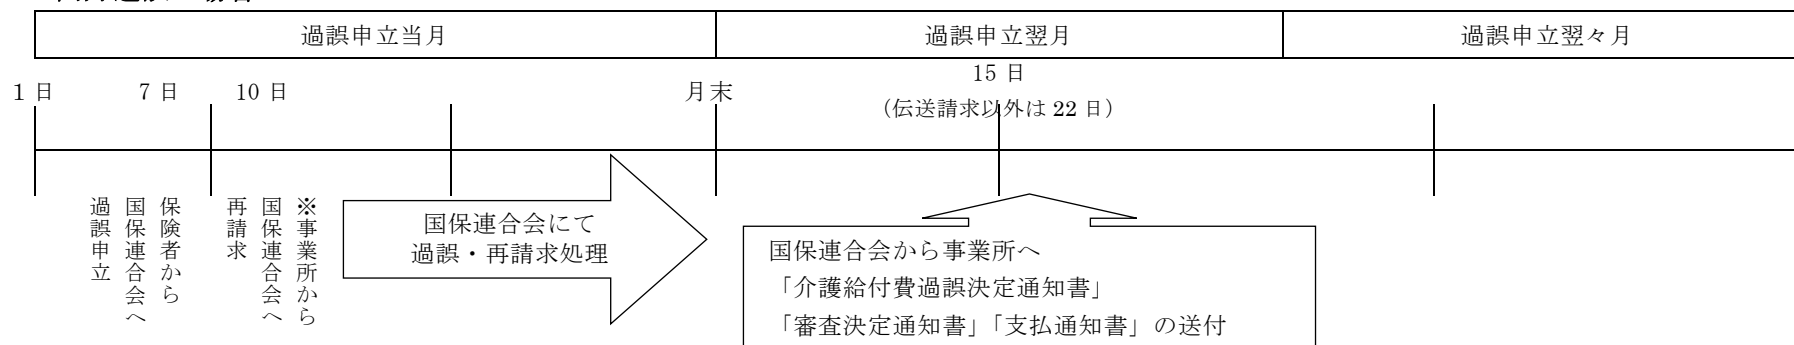 過誤申立当月
過誤申立翌月
過誤申立翌々月
1日
7日
10日
月末
15日
(伝送請求以外は22日)
保険者から
国保連合会へ
過誤申立
※事業所から
国保連合会へ
再請求
国保連合会にて
過誤・再請求処理
国保連合会から事業所へ
「介護給付費過誤決定通知書」
「審査決定通知書」「支払通知書」の送付